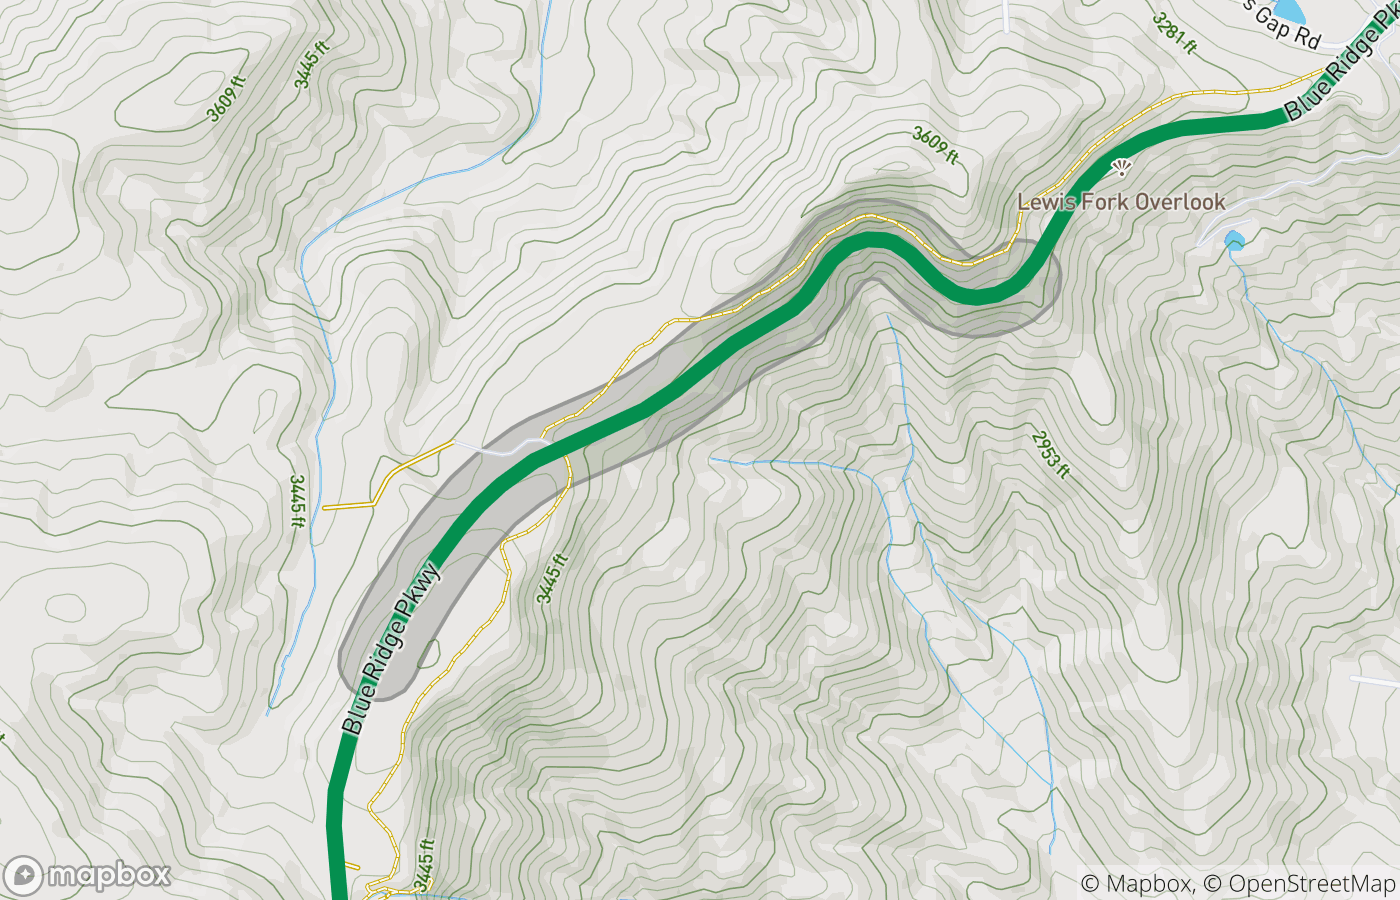 s Gap Rd
3281 ft
Blue Ridge Pk
3445 ft
3609 ft
3609 ft
Lewis Fork Overlook
2953 ft
3445 ft
3445 ft
Blue Ridge Pkwy
3445 ft
mapbox
© Mapbox, © OpenStreetMap